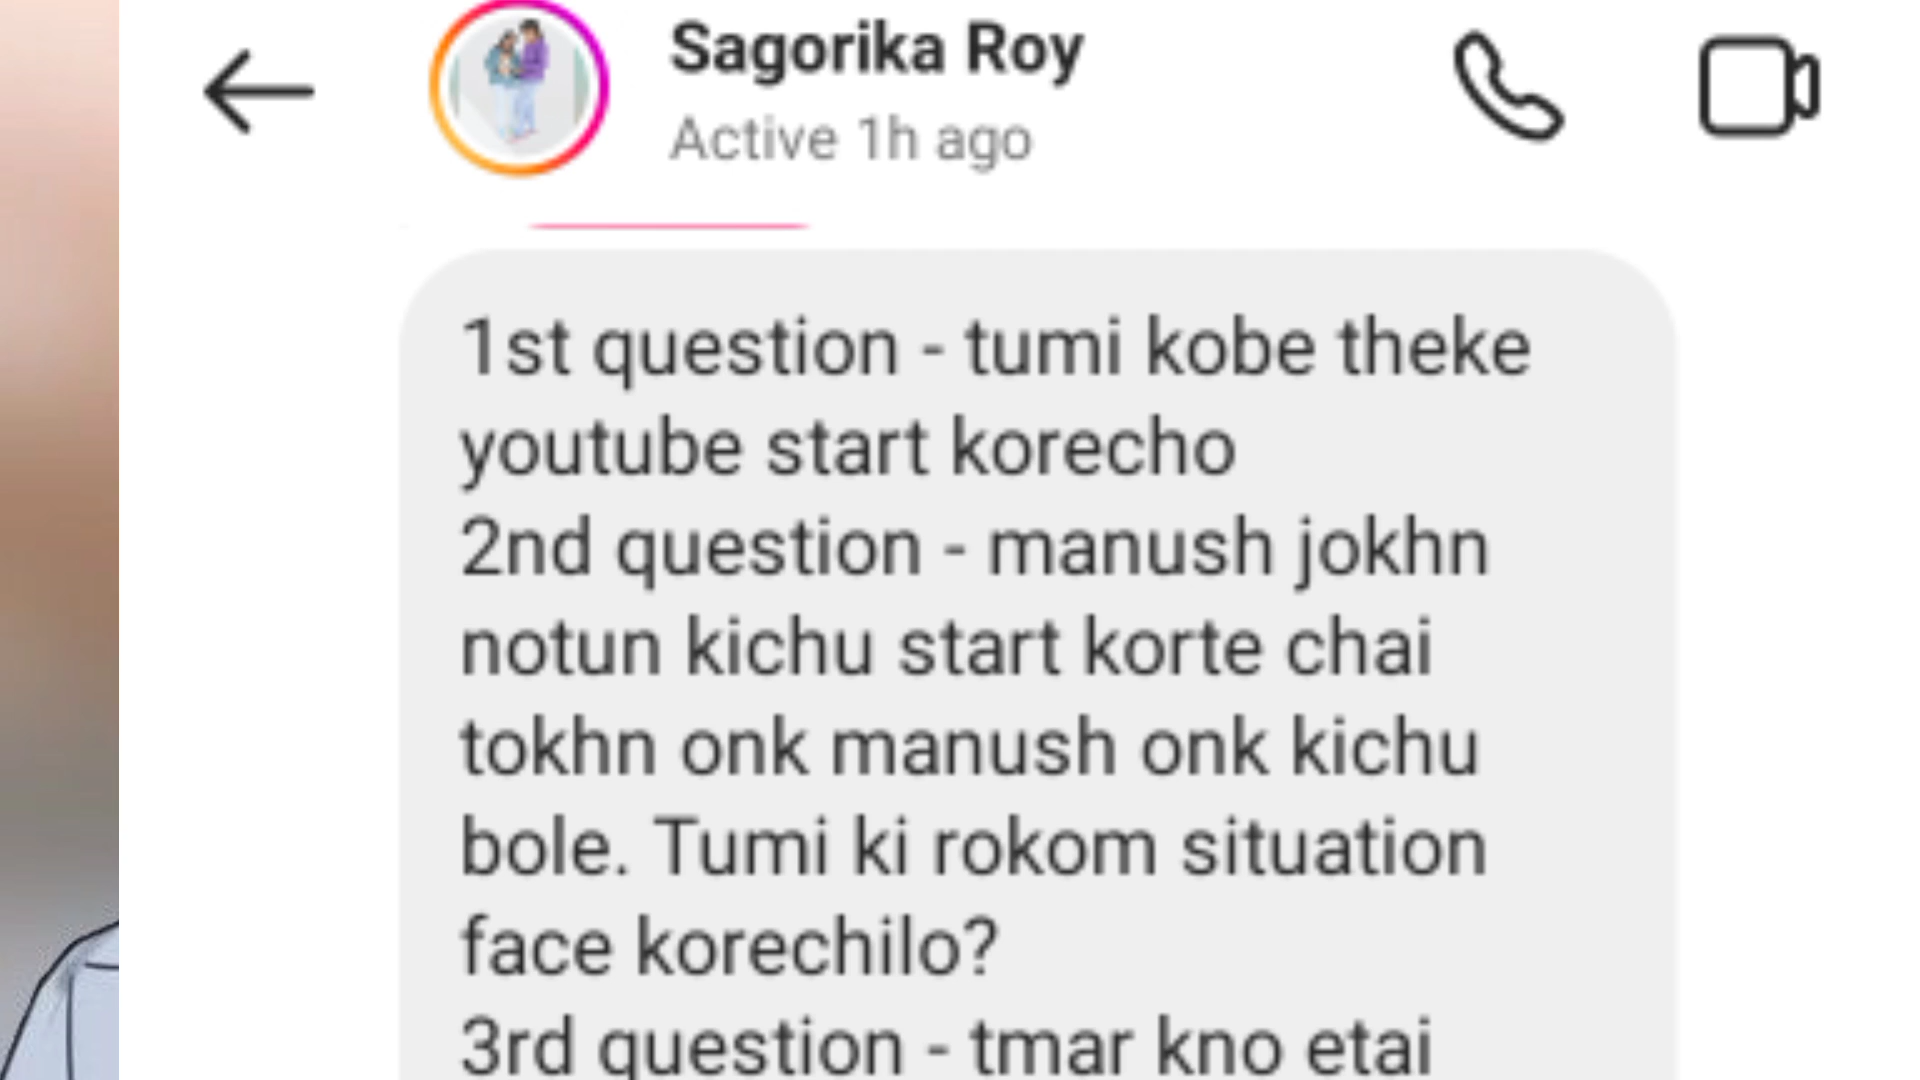 Sagorika Roy
Active 1h ago
1st question - tumi kobe theke
youtube start korecho
2nd question - manush jokhn
notun kichu start korte chai
tokhn onk manush onk kichu
bole. Tumi ki rokom situation
face korechilo?
3rd question - tmar kno etai